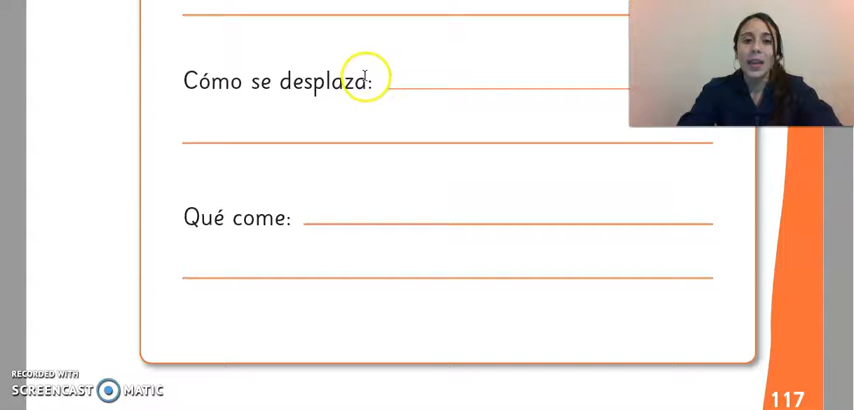 Cómo se desplaza:
Qué come:
RECORDED WITH
SCREENCAST MATIC
117